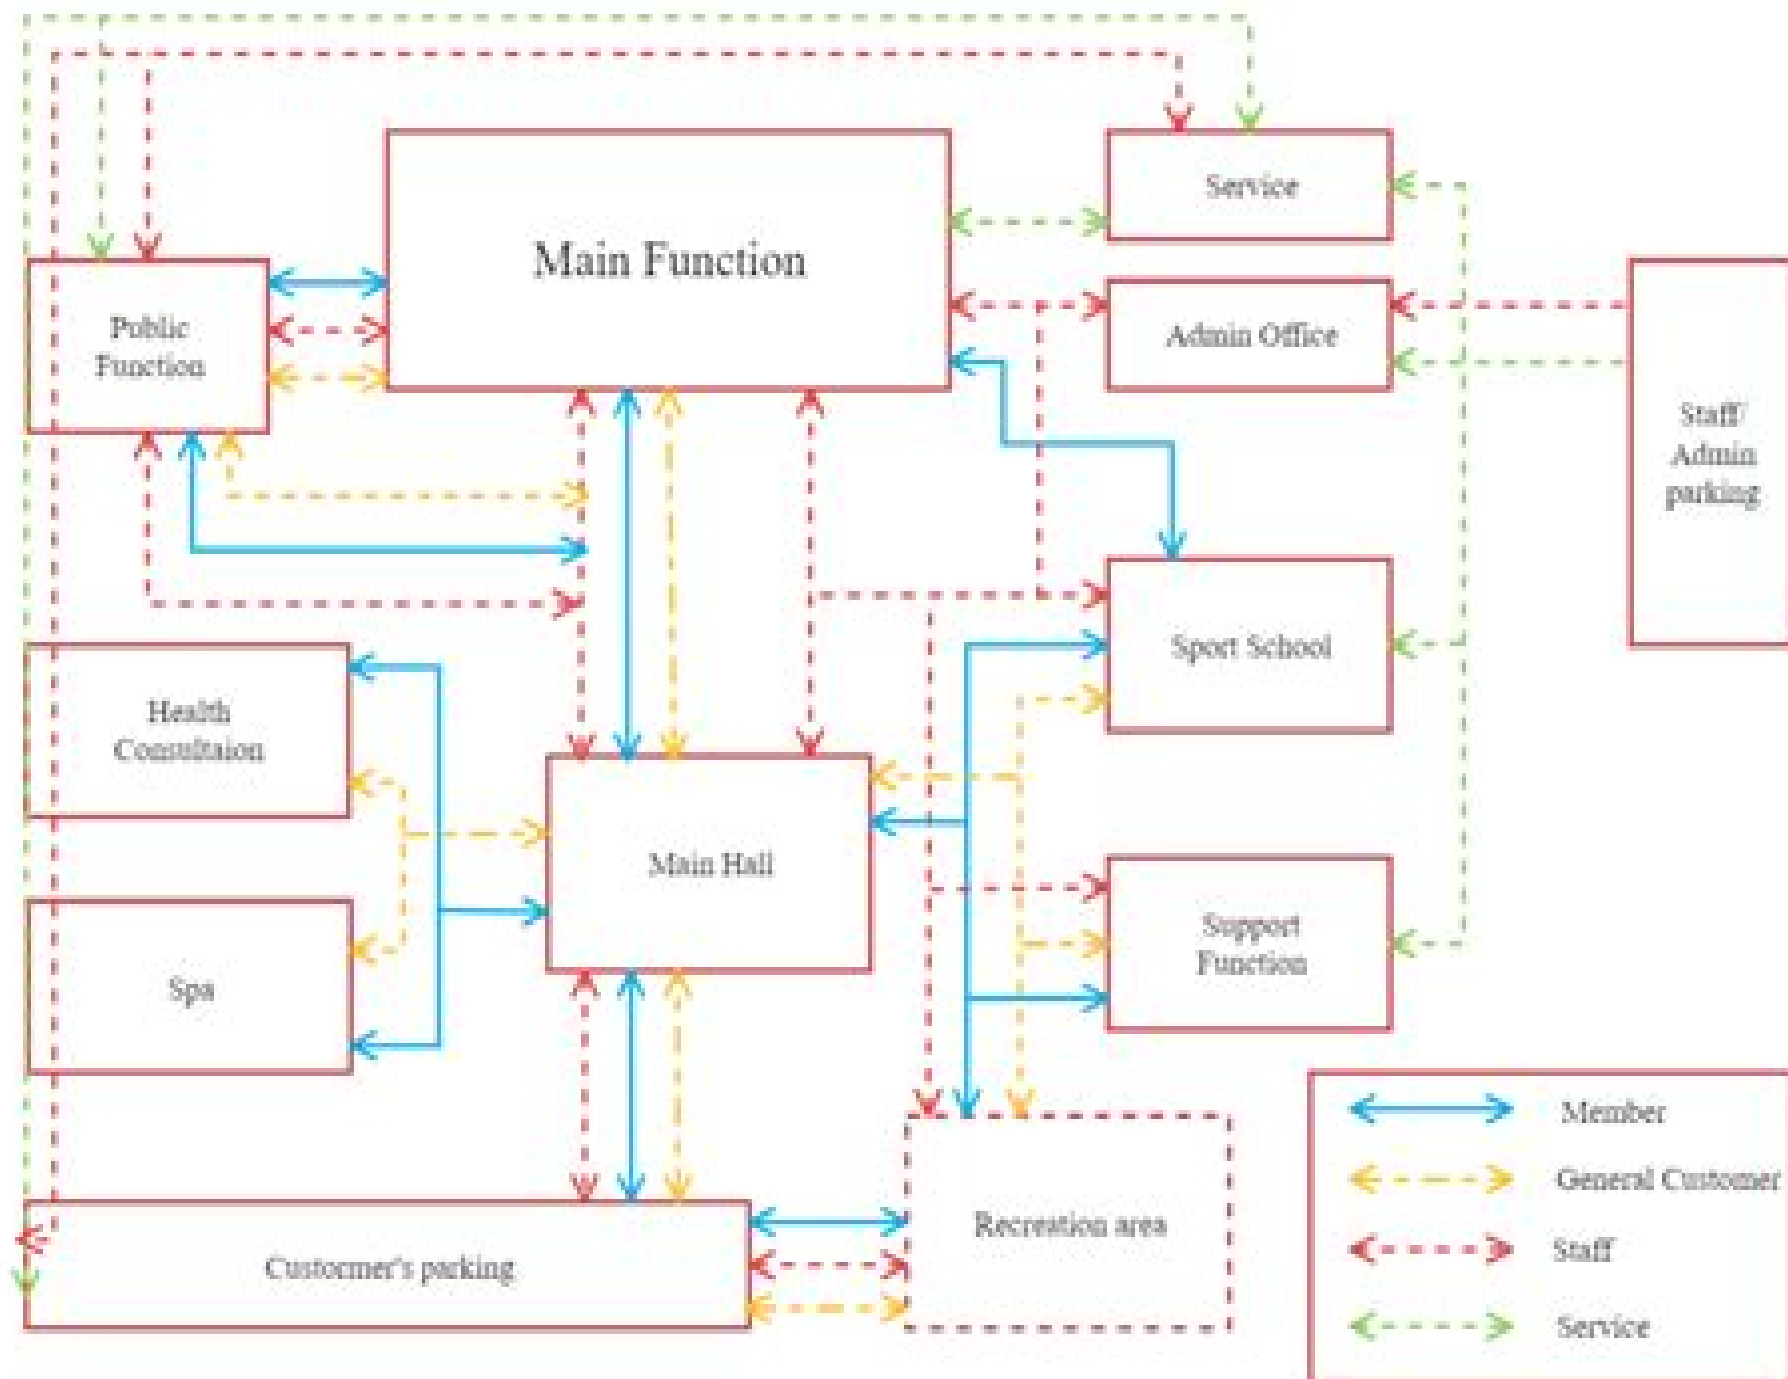 Service
Main Function
Public
Function
Admin Office
Staff/
Admin
parking
Sport School
Health
Consultaion
Main Hall
Support
Function
Spa
Member
General Customer
Recreation area
Staff
Custormer's parking
Service